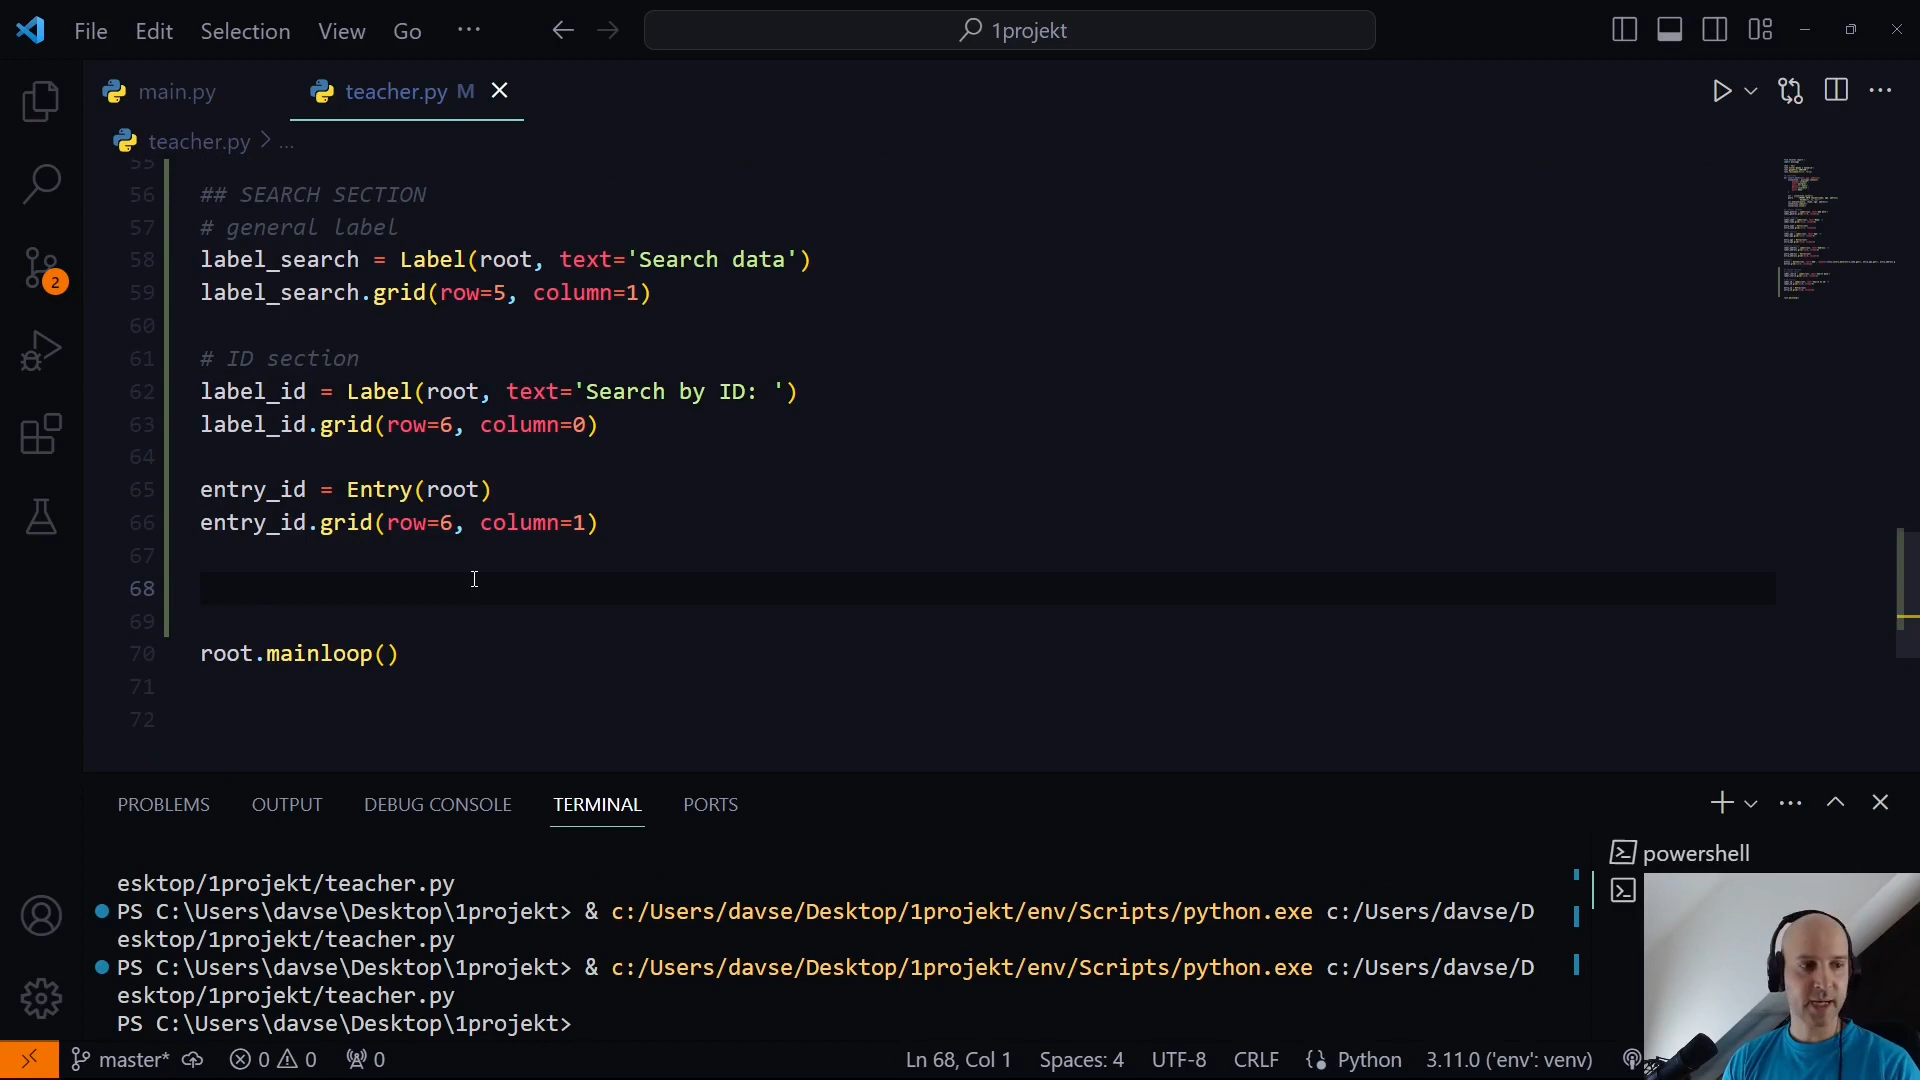 File Edit Selection View Go ··· 1projekt
main.py teacher.py M
teacher.py > ...
55
56 ## SEARCH SECTION
57 # general label
58 label_search = Label(root, text='Search data')
59 label_search.grid(row=5, column=1)
60
61 # ID section
62 label_id = Label(root, text='Search by ID: ')
63 label_id.grid(row=6, column=0)
64
65 entry_id = Entry(root)
66 entry_id.grid(row=6, column=1)
67
68
69
70 root.mainloop()
71
72
2
PROBLEMS OUTPUT DEBUG CONSOLE TERMINAL PORTS
powershell
esktop/1projekt/teacher.py
PS C:\Users\davse\Desktop\1projekt> & c:/Users/davse/Desktop/1projekt/env/Scripts/python.exe c:/Users/davse/D
esktop/1projekt/teacher.py
PS C:\Users\davse\Desktop\1projekt> & c:/Users/davse/Desktop/1projekt/env/Scripts/python.exe c:/Users/davse/D
esktop/1projekt/teacher.py
PS C:\Users\davse\Desktop\1projekt>
master* 0 0 0 Ln 68, Col 1 Spaces: 4 UTF-8 CRLF Python 3.11.0 ('env': venv)